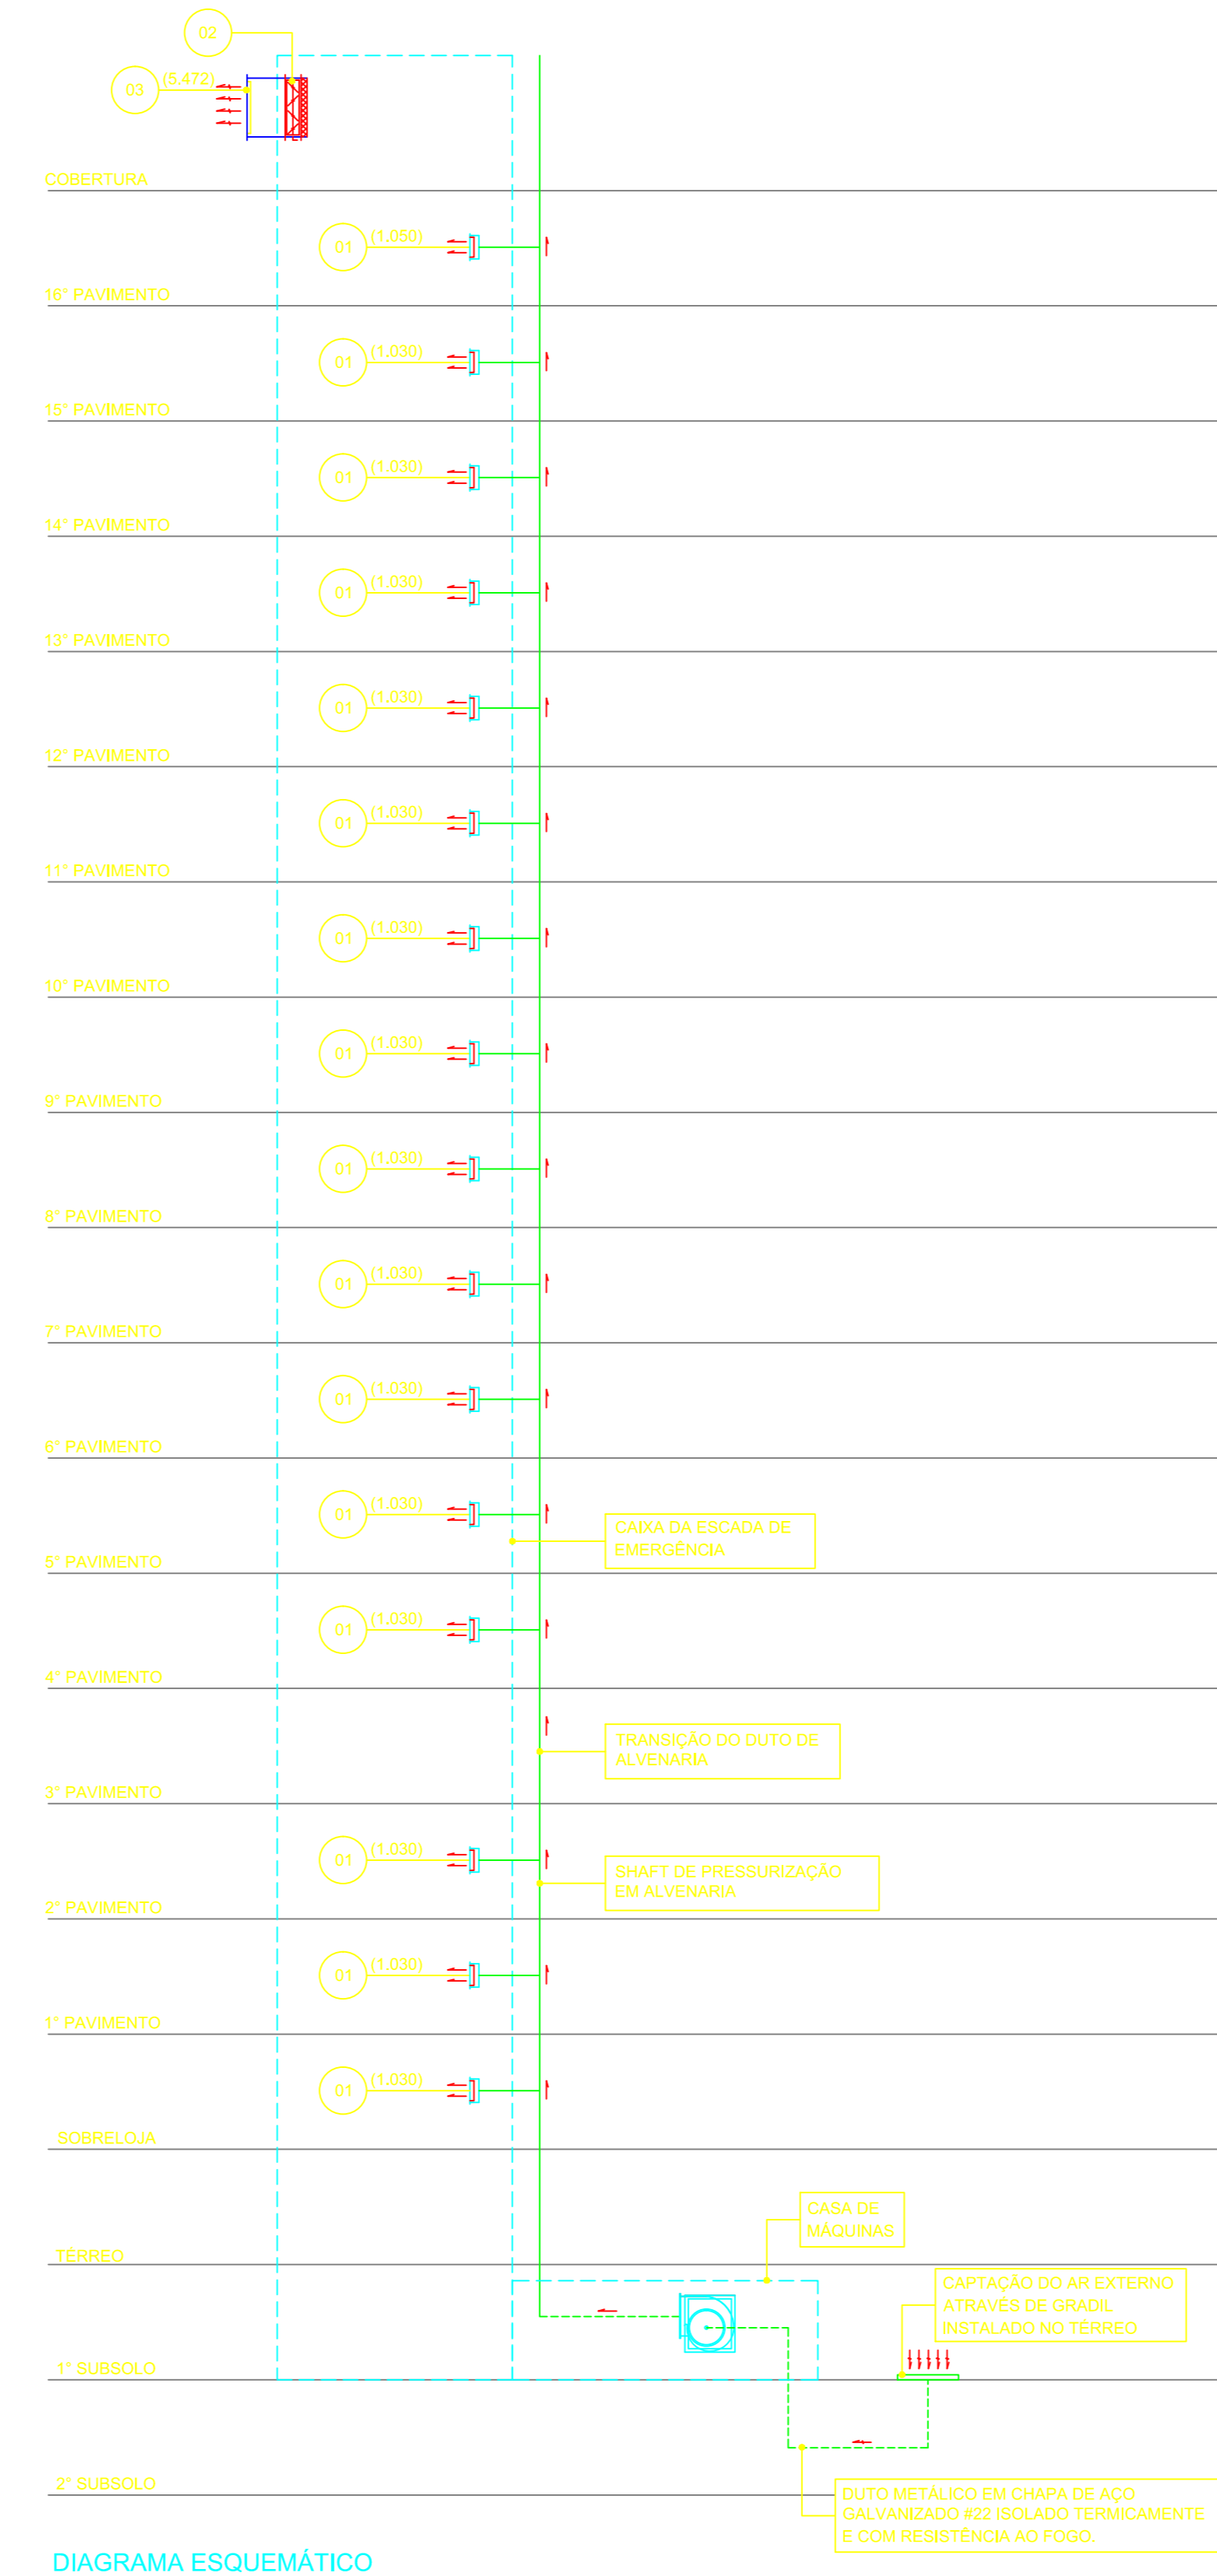 02
03
(5.472)
COBERTURA
01
(1.050)
16° PAVIMENTO
01
(1.030)
15° PAVIMENTO
01
(1.030)
14° PAVIMENTO
01
(1.030)
13° PAVIMENTO
01
(1.030)
12° PAVIMENTO
01
(1.030)
11° PAVIMENTO
01
(1.030)
10° PAVIMENTO
01
(1.030)
9° PAVIMENTO
01
(1.030)
8° PAVIMENTO
01
(1.030)
7° PAVIMENTO
01
(1.030)
6° PAVIMENTO
01
(1.030)
CAIXA DA ESCADA DE
EMERGÊNCIA
5° PAVIMENTO
01
(1.030)
4° PAVIMENTO
TRANSIÇÃO DO DUTO DE
ALVENARIA
3° PAVIMENTO
01
(1.030)
SHAFT DE PRESSURIZAÇÃO
EM ALVENARIA
2° PAVIMENTO
01
(1.030)
1° PAVIMENTO
01
(1.030)
SOBRELOJA
CASA DE
MÁQUINAS
TÉRREO
CAPTAÇÃO DO AR EXTERNO
ATRAVÉS DE GRADIL
INSTALADO NO TÉRREO
1° SUBSOLO
2° SUBSOLO
DUTO METÁLICO EM CHAPA DE AÇO
GALVANIZADO #22 ISOLADO TERMICAMENTE
E COM RESISTÊNCIA AO FOGO.
DIAGRAMA ESQUEMÁTICO